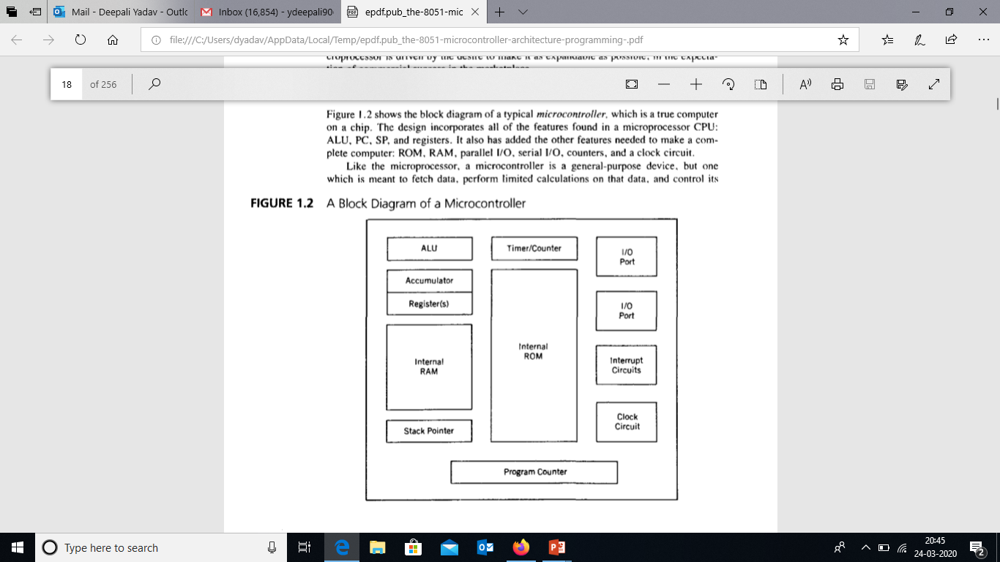 Mail - Deepali Yadav - Outlo
Inbox (16,854) - ydeepali90
epdf.pub_the-8051-mic
file:///C:/Users/dyadav/AppData/Local/Temp/epdf.pub_the-8051-microcontroller-architecture-programming-.pdf
croprocessor is driven by the desire to make it as expandable as possible, in the expecta-
18 of 256
Figure 1.2 shows the block diagram of a typical microcontroller, which is a true computer
on a chip. The design incorporates all of the features found in a microprocessor CPU:
ALU, PC, SP, and registers. It also has added the other features needed to make a com-
plete computer: ROM, RAM, parallel I/O, serial I/O, counters, and a clock circuit.
Like the microprocessor, a microcontroller is a general-purpose device, but one
which is meant to fetch data, perform limited calculations on that data, and control its
FIGURE 1.2 A Block Diagram of a Microcontroller
ALU
Timer/Counter
I/O
Port
Accumulator
Register(s)
I/O
Port
Internal
ROM
Internal
RAM
Interrupt
Circuits
Clock
Circuit
Stack Pointer
Program Counter
Type here to search
20:45
24-03-2020
2